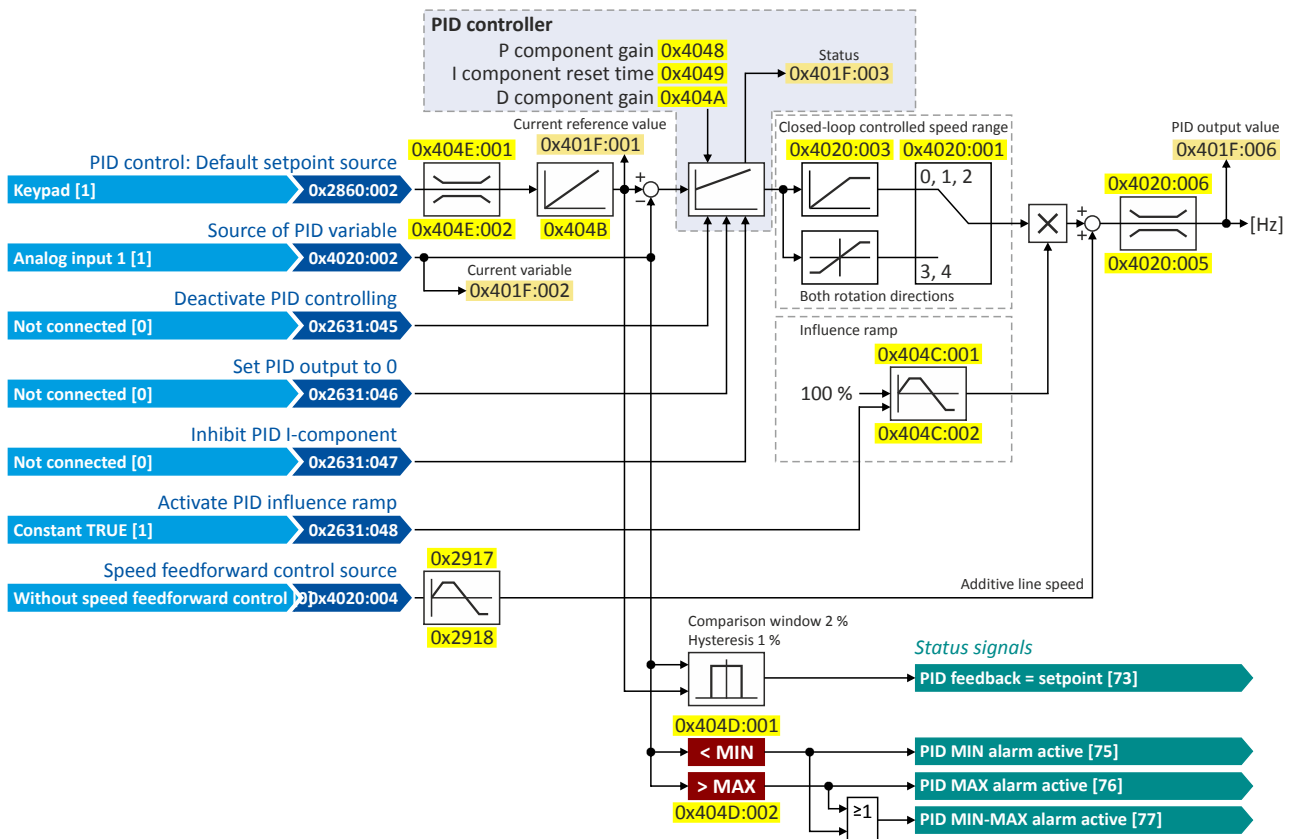 PID controller
P component gain 0x4048
I component reset time 0x4049
D component gain 0x404A
Status
0x401F:003
Current reference value
0x401F:001
Closed-loop controlled speed range
PID output value
0x401F:006
PID control: Default setpoint source
0x404E:001
0x4020:003
0x4020:001
Keypad [1]
0x2860:002
+
−
0, 1, 2
0x4020:006
Source of PID variable
0x404E:002
0x404B
×
+
+
[Hz]
Analog input 1 [1]
0x4020:002
Current variable
0x401F:002
3, 4
0x4020:005
Both rotation directions
Deactivate PID controlling
Not connected [0]
0x2631:045
Influence ramp
0x404C:001
Set PID output to 0
Not connected [0]
0x2631:046
100 %
0x404C:002
Inhibit PID I-component
Not connected [0]
0x2631:047
Activate PID influence ramp
Constant TRUE [1]
0x2631:048
Speed feedforward control source
0x2917
Without speed feedforward control [0]
0x4020:004
Additive line speed
0x2918
Comparison window 2 %
Hysteresis 1 %
Status signals
PID feedback = setpoint [73]
0x404D:001
< MIN
PID MIN alarm active [75]
> MAX
PID MAX alarm active [76]
0x404D:002
≥1
PID MIN-MAX alarm active [77]